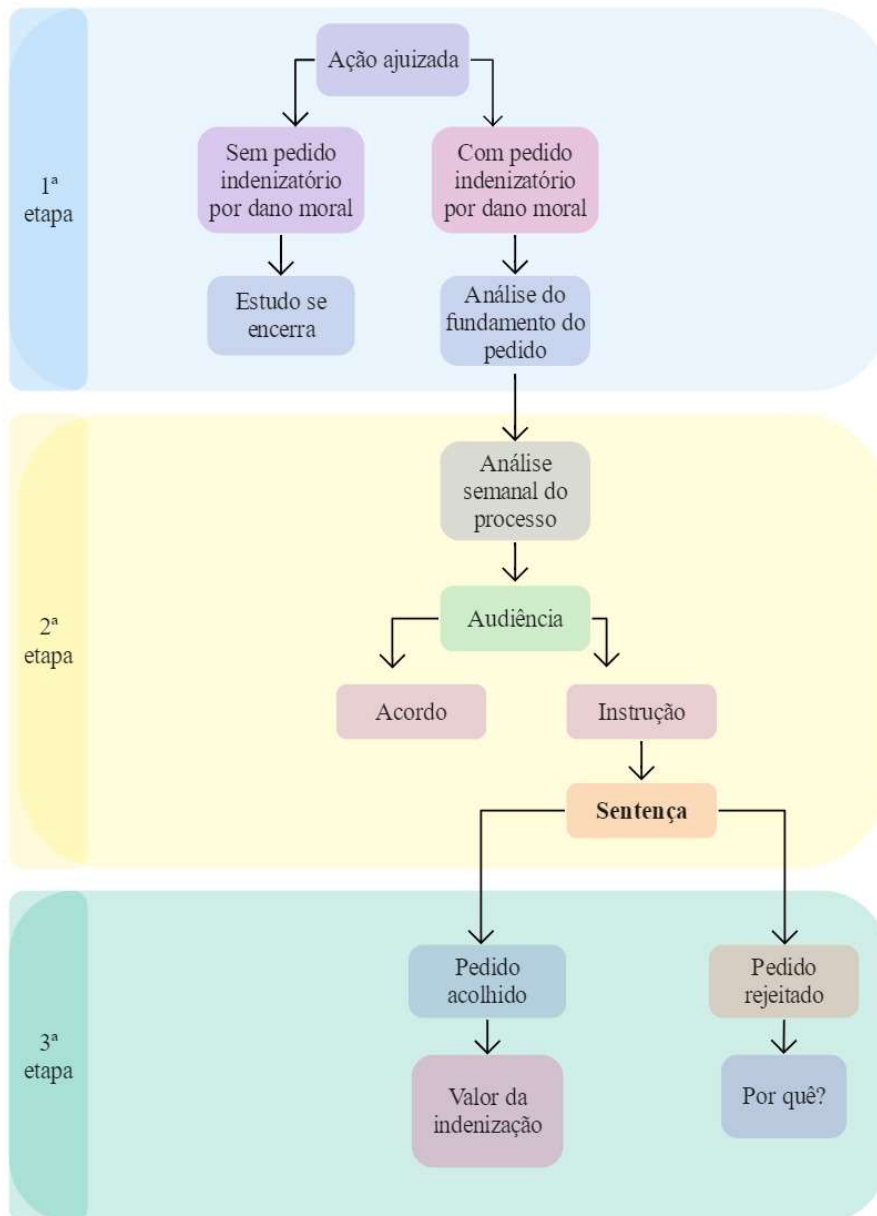 Ação ajuizada
Sem pedido
indenizatório
por dano moral
Com pedido
indenizatório
por dano moral
1ª
etapa
Estudo se
encerra
Análise do
fundamento do
pedido
Análise
semanal do
processo
Audiência
2ª
etapa
Acordo
Instrução
Sentença
Pedido
acolhido
Pedido
rejeitado
3ª
etapa
Valor da
indenização
Por quê?